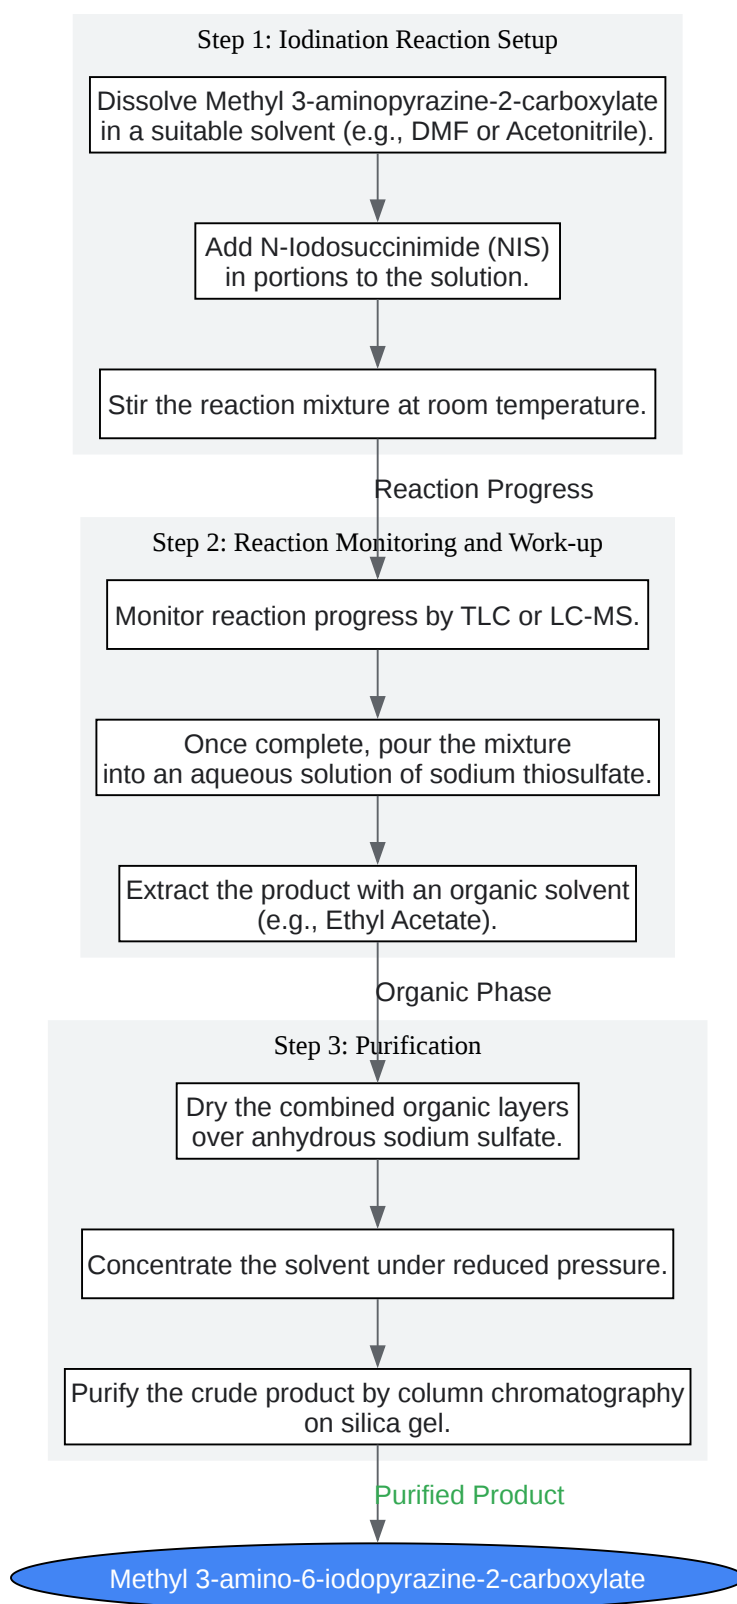 Step 1: Iodination Reaction Setup
Dissolve Methyl 3-aminopyrazine-2-carboxylate
in a suitable solvent (e.g., DMF or Acetonitrile).
Add N-Iodosuccinimide (NIS)
in portions to the solution.
Stir the reaction mixture at room temperature.
Reaction Progress
Step 2: Reaction Monitoring and Work-up
Monitor reaction progress by TLC or LC-MS.
Once complete, pour the mixture
into an aqueous solution of sodium thiosulfate.
Extract the product with an organic solvent
(e.g., Ethyl Acetate).
Organic Phase
Step 3: Purification
Dry the combined organic layers
over anhydrous sodium sulfate.
Concentrate the solvent under reduced pressure.
Purify the crude product by column chromatography
on silica gel.
Purified Product
Methyl 3-amino-6-iodopyrazine-2-carboxylate